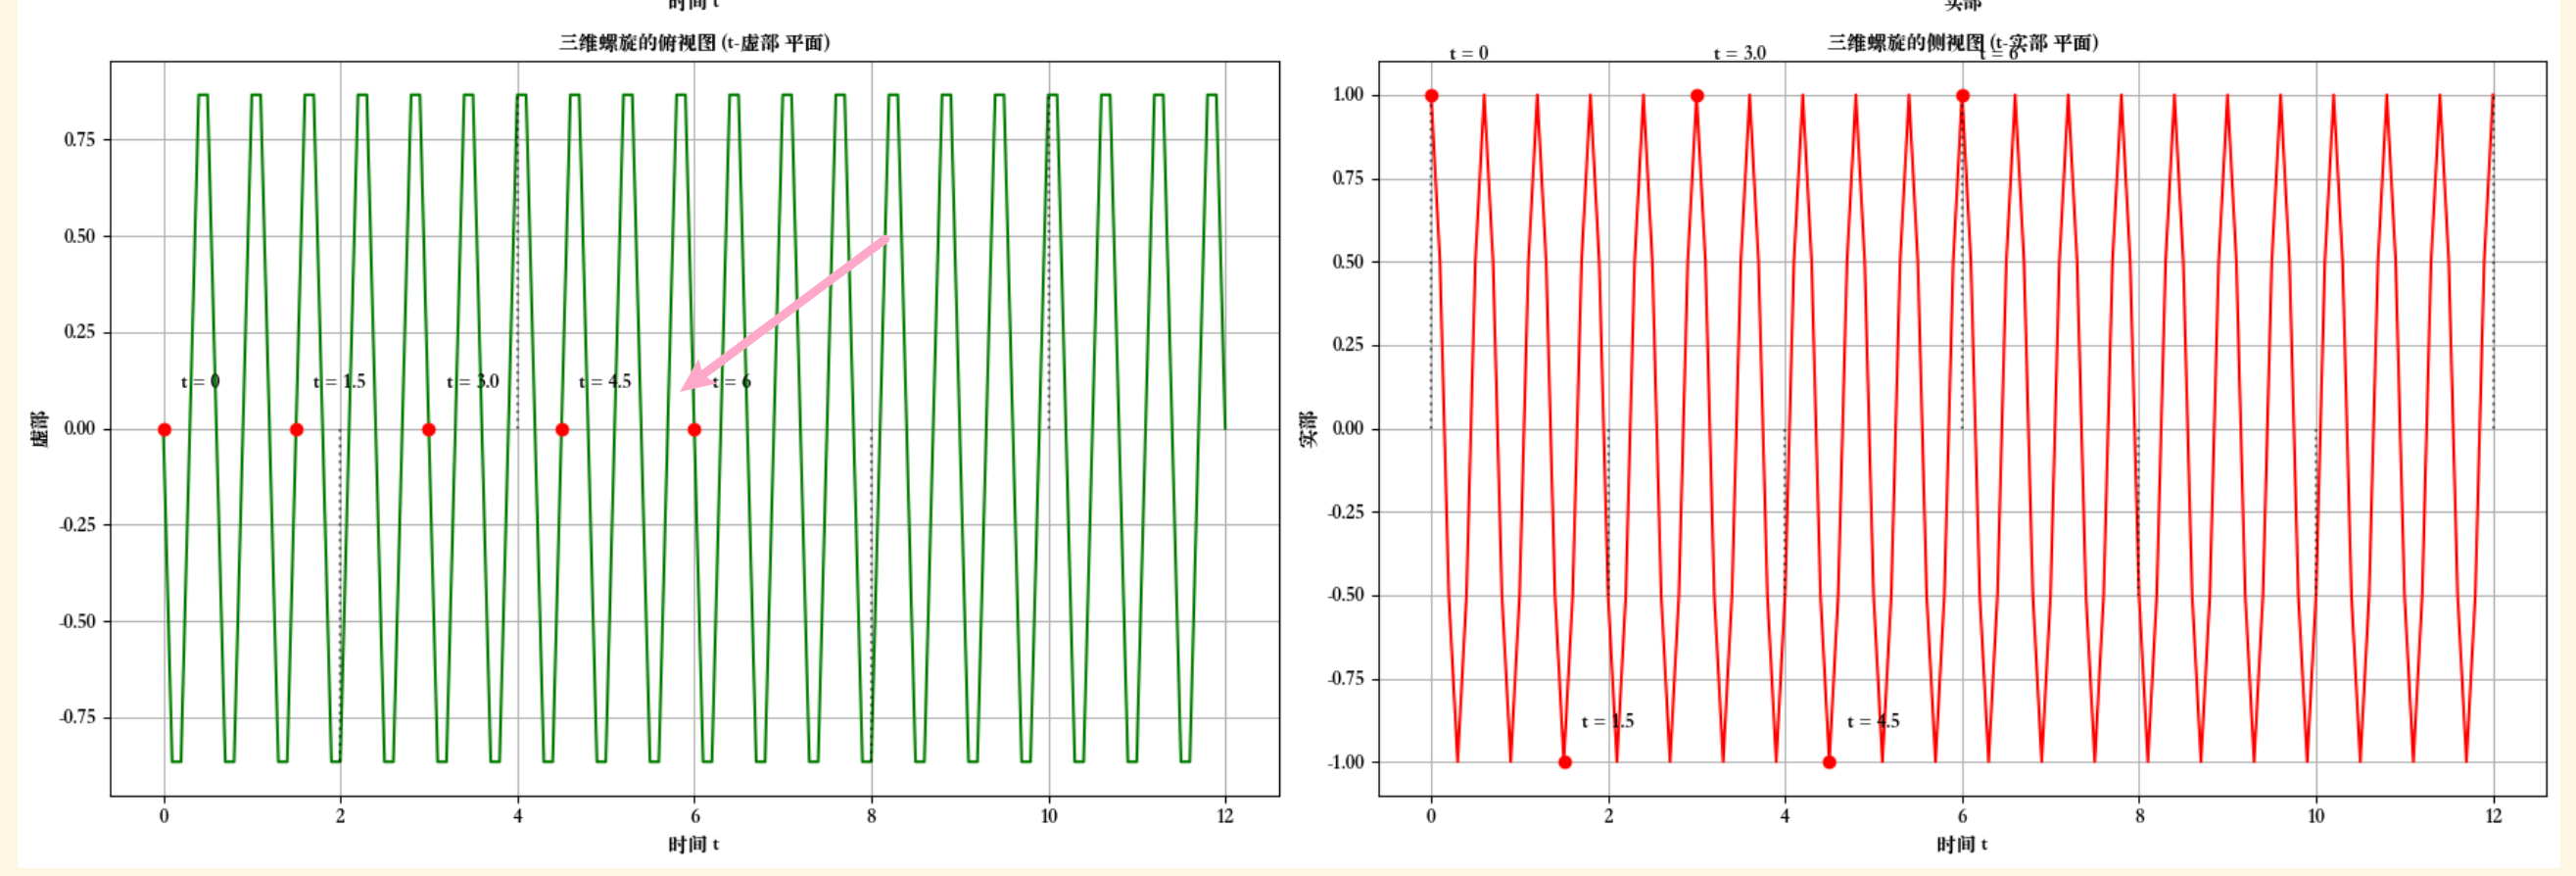 时间 t
实部
三维螺旋的俯视图 (t-虚部 平面)
0.75
0.50
0.25
0.00
-0.25
-0.50
-0.75
虚部
t = 0
t = 1.5
t = 3.0
t = 4.5
t = 6
0
2
4
6
8
10
12
时间 t
三维螺旋的侧视图 (t-实部 平面)
t = 0
t = 3.0
t = 6
1.00
0.75
0.50
0.25
0.00
-0.25
-0.50
-0.75
-1.00
实部
t = 1.5
t = 4.5
0
2
4
6
8
10
12
时间 t